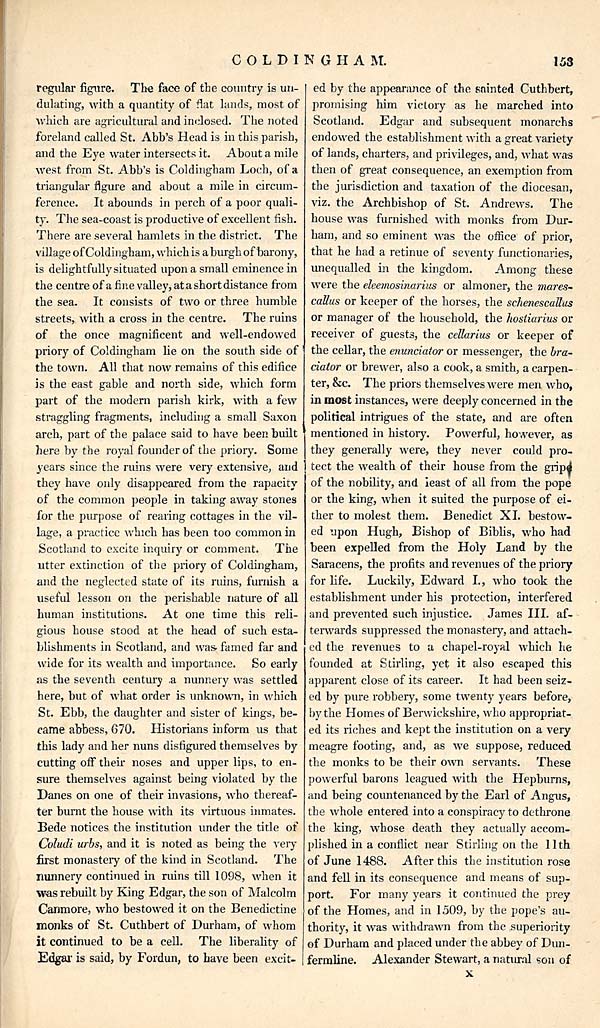 COLDINGHAM.
153
regular figure. The face of the country is un-
dulating, with a quantity of flat lands, most of
which are agricultural and inclosed. The noted
foreland called St. Abb's Head is in this parish,
and the Eye water intersects it. About a mile
west from St. Abb's is Coldingham Loch, of a
triangular figure and about a mile in circum-
ference. It abounds in perch of a poor quali-
ty. The sea-coast is productive of excellent fish.
There are several hamlets in the district. The
village of Coldingham, which is a burgh of barony,
is delightfully situated upon a small eminence in
the centre of a fine valley, at a short distance from
the sea. It consists of two or three humble
streets, with a cross in the centre. The ruins
of the once magnificent and well-endowed
priory of Coldingham lie on the south side of
the town. All that now remains of this edifice
is the east gable and north side, which form
part of the modern parish kirk, with a few
straggling fragments, including a small Saxon
arch, part of the palace said to have been built
here by the royal founder of the priory. Some
years since the ruins were very extensive, and
they have only disappeared from the rapacity
of the common people in taking away stones
for the purpose of rearing cottages in the vil-
lage, a practice which has been too common in
Scotland to excite inquiry or comment. The
utter extinction of the priory of Coldingham,
and the neglected state of its ruins, furnish a
useful lesson on the perishable nature of all
human institutions. At one time this reli-
gious house stood at the head of such esta-
blishments in Scotland, and was famed far and
wide for its wealth and importance. So early
as the seventh century a nunnery was settled
here, but of what order is unknown, in which
St. Ebb, the daughter and sister of kings, be-
came abbess, 670. Historians inform us that
this lady and her nuns disfigured themselves by
cutting off their noses and upper lips, to en-
sure themselves against being violated by the
Danes on one of their invasions, who thereaf-
ter burnt the house with its virtuous inmates.
Bede notices the institution under the title of
Coludi urbs, and it is noted as being the very
first monastery of the kind in Scotland. The
nunnery continued in ruins till 1098, when it
was rebuilt by King Edgar, the son of Malcolm
Canmore, who bestowed it on the Benedictine
monks of St. Cuthbert of Durham, of whom
it continued to be a cell. The liberality of
Edgar is said, by Fordun, to have been excit-
ed by the appearance of the sainted Cuthbert,
promising him victory as he marched into
Scotland. Edgar and subsequent monarchs
endowed the establishment with a great variety
of lands, charters, and privileges, and, what was
then of great consequence, an exemption from
the jurisdiction and taxation of the diocesan,
viz. the Archbishop of St. Andrews. The
house was furnished with monks from Dur-
ham, and so eminent was the office of prior,
that he had a retinue of seventy functionaries,
unequalled in the kingdom. Among these
were the eleemosinarius or almoner, the mares-
callus or keeper of the horses, the schenescallus
or manager of the household, the hostiarius or
receiver of guests, the cellarius or keeper of
the cellar, the enunciator or messenger, the bra-
ciator or brewer, also a cook, a smith, a carpen-
ter, &c. The priors themselves were men who,
in most instances, were deeply concerned in the
political intrigues of the state, and are often
mentioned in history. Powerful, however, as
they generally were, they never could pro-
tect the wealth of their house from the gripe
of the nobility, and least of all from the pope
or the king, when it suited the purpose of ei-
ther to molest them. Benedict XI. bestow-
ed upon Hugh, Bishop of Biblis, who had
been expelled from the Holy Land by the
Saracens, the profits and revenues of the priory
for life. Luckily, Edward I., who took the
establishment under his protection, interfered
and prevented such injustice. James III. af-
terwards suppressed the monastery, and attach-
ed the revenues to a chapel-royal which he
founded at Stirling, yet it also escaped this
apparent close of its career. It had been seiz-
ed by pure robbery, some twenty years before,
by the Homes of Berwickshire, who appropriat-
ed its riches and kept the institution on a very
meagre footing, and, as we suppose, reduced
the monks to be their own servants. These
powerful barons leagued with the Hepburns,
and being countenanced by the Earl of Angus,
the whole entered into a conspiracy to dethrone
the king, whose death they actually accom-
plished in a conflict near Stirling on the 11th
of June 1488. After this the institution rose
and fell in its consequence and means of sup-
port. For many years it continued the prey
of the Homes, and in 1509, by the pope's au-
thority, it was withdrawn from the superiority
of Durham and placed under the abbey of Dun-
fermline. Alexander Stewart, a natural son of
X